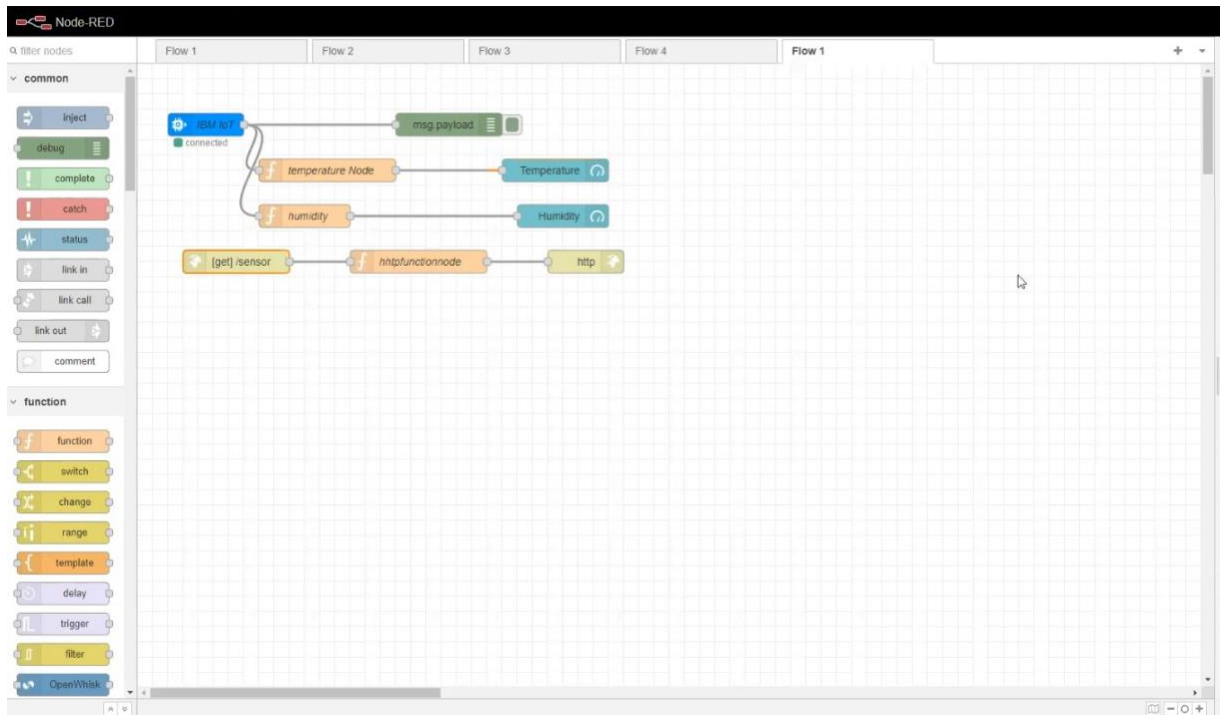 Node-RED
filter nodes
Flow 1
Flow 2
Flow 3
Flow 4
Flow 1
common
inject
debug
complete
catch
status
link in
link call
link out
comment
function
function
switch
change
range
template
delay
trigger
filter
OpenWhisk
IBM IoT
connected
msg.payload
temperature Node
Temperature
humidity
Humidity
[get] /sensor
hhtpfunctionnode
http